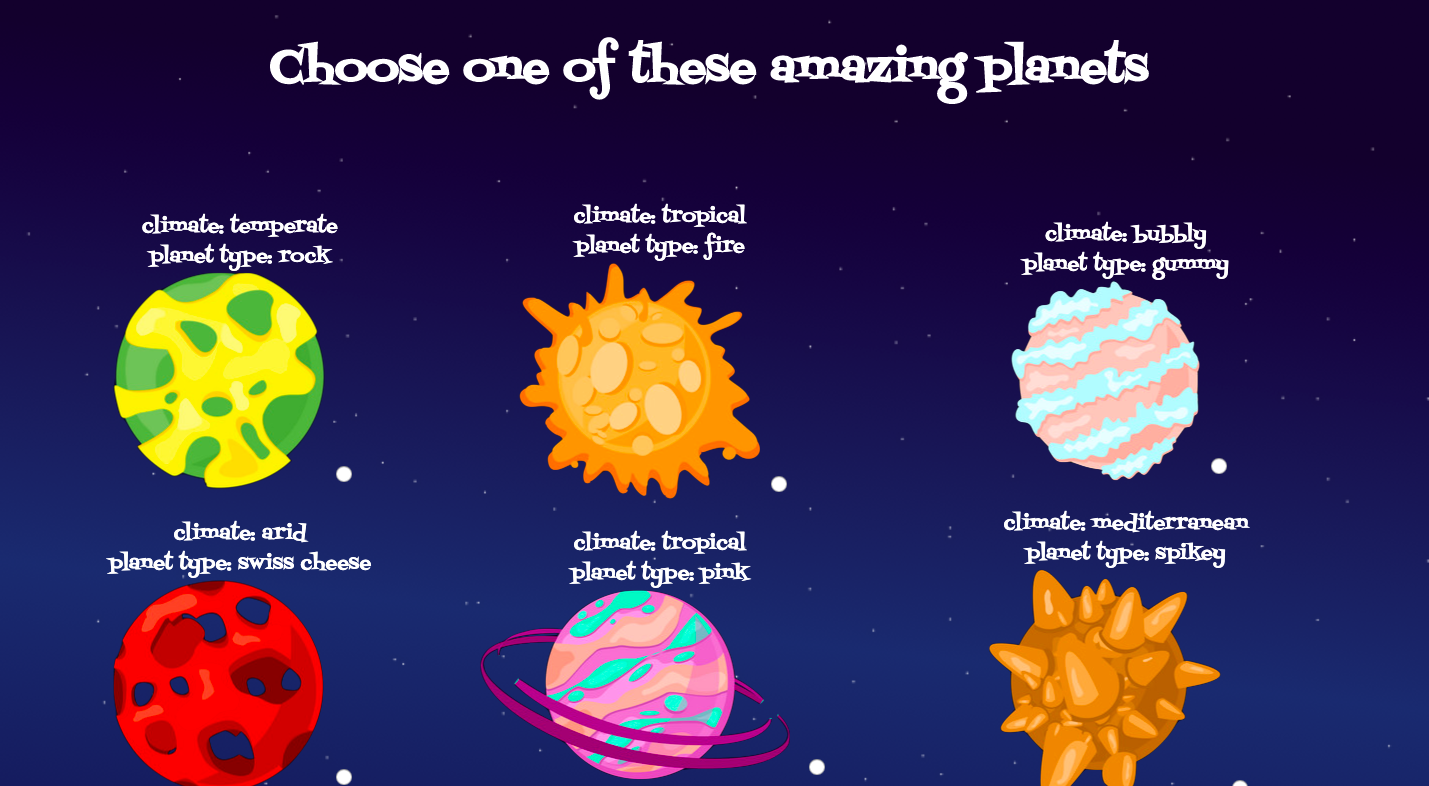 Choose one of these amazing planets
climate: temperate
planet type: rock
climate: tropical
planet type: fire
climate: bubbly
planet type: gummy
climate: arid
planet type: swiss cheese
climate: tropical
planet type: pink
climate: mediterranean
planet type: spikey